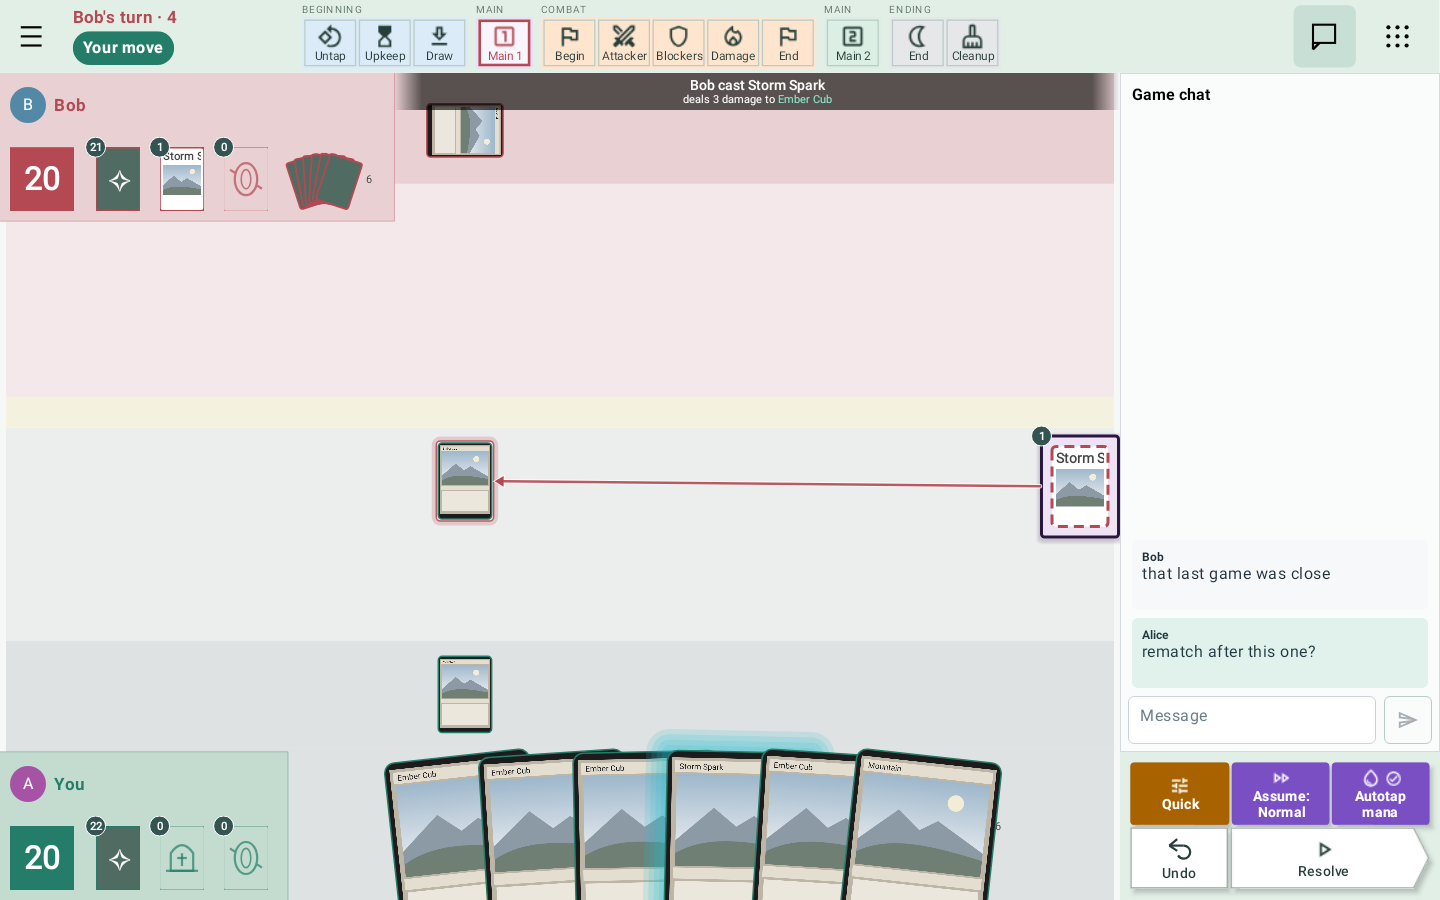 Bob's turn · 4
Your move
BEGINNING
MAIN
COMBAT
MAIN
ENDING
Untap
Upkeep
Draw
Main 1
Begin
Attacker
Blockers
Damage
End
Main 2
End
Cleanup
B
Bob
20
21
1
Storm S
0
6
Bob cast Storm Spark
deals 3 damage to Ember Cub
1
Storm S
Game chat
Bob
that last game was close
Alice
rematch after this one?
Message
A
You
20
22
0
0
Ember Cub
Ember Cub
Ember Cub
Storm Spark
Ember Cub
Mountain
6
Quick
Assume:
Normal
Autotap
mana
Undo
Resolve